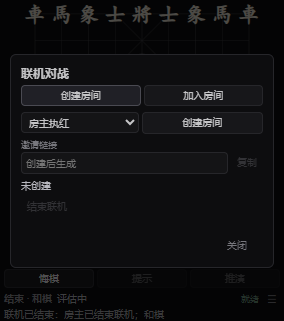 車馬象士將士象馬車
联机对战
创建房间 加入房间
房主执红 创建房间
邀请链接
创建后生成 复制
未创建
结束联机
关闭
悔棋 提示 推演
结束 · 和棋 评估中 就绪 ☰
联机已结束：房主已结束联机；和棋